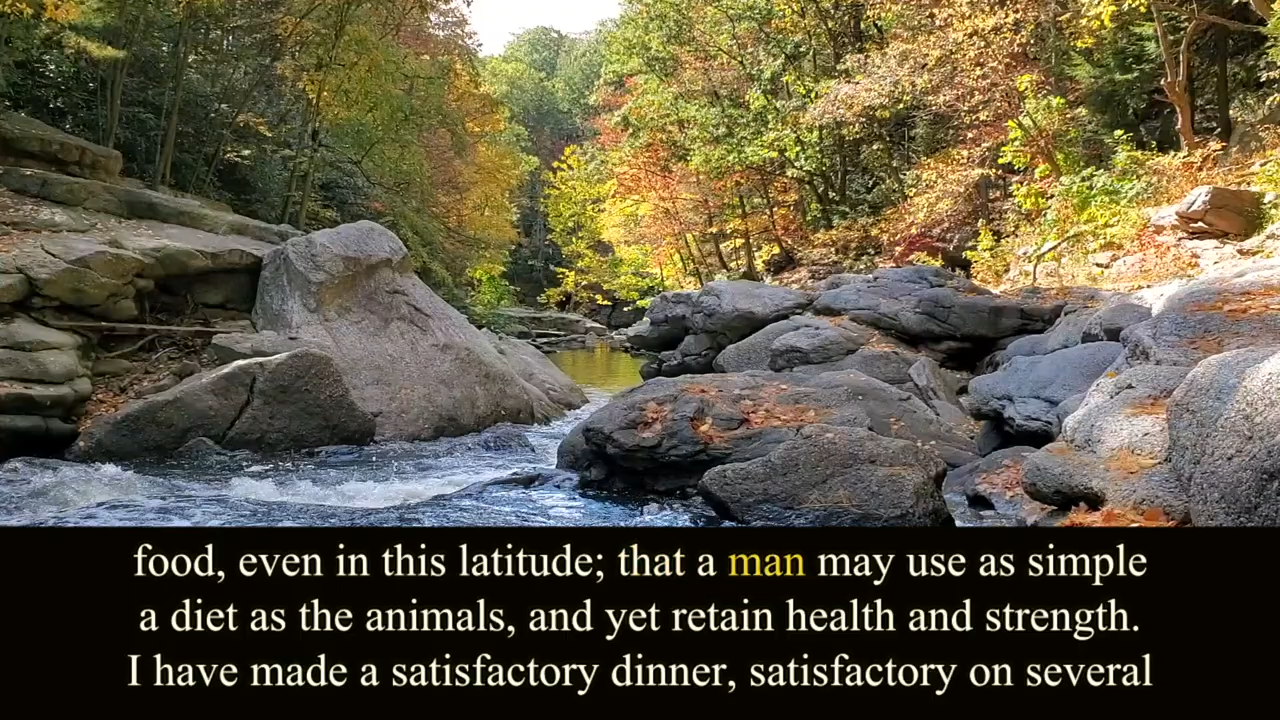 food, even in this latitude; that a man may use as simple
a diet as the animals, and yet retain health and strength.
I have made a satisfactory dinner, satisfactory on several